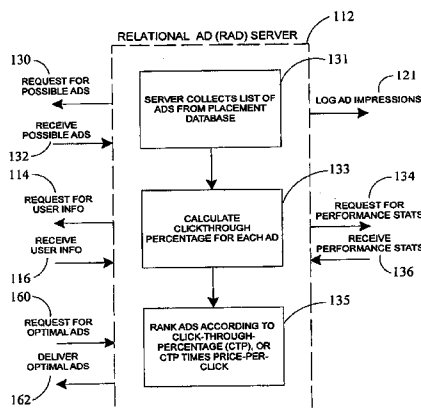 RELATIONAL AD (RAD) SERVER
112
130
REQUEST FOR
POSSIBLE ADS
RECEIVE
POSSIBLE ADS
132
114
REQUEST FOR
USER INFO
RECEIVE
USER INFO
116
160
REQUEST FOR
OPTIMAL ADS
DELIVER
OPTIMAL ADS
162
131
SERVER COLLECTS LIST OF
ADS FROM PLACEMENT
DATABASE
133
CALCULATE
CLICKTHROUGH
PERCENTAGE FOR EACH AD
135
RANK ADS ACCORDING TO
CLICK-THROUGH-
PERCENTAGE (CTP), OR
CTP TIMES PRICE-PER-
CLICK
121
LOG AD IMPRESSIONS
134
REQUEST FOR
PERFORMANCE STATS
RECEIVE
PERFORMANCE STATS
136